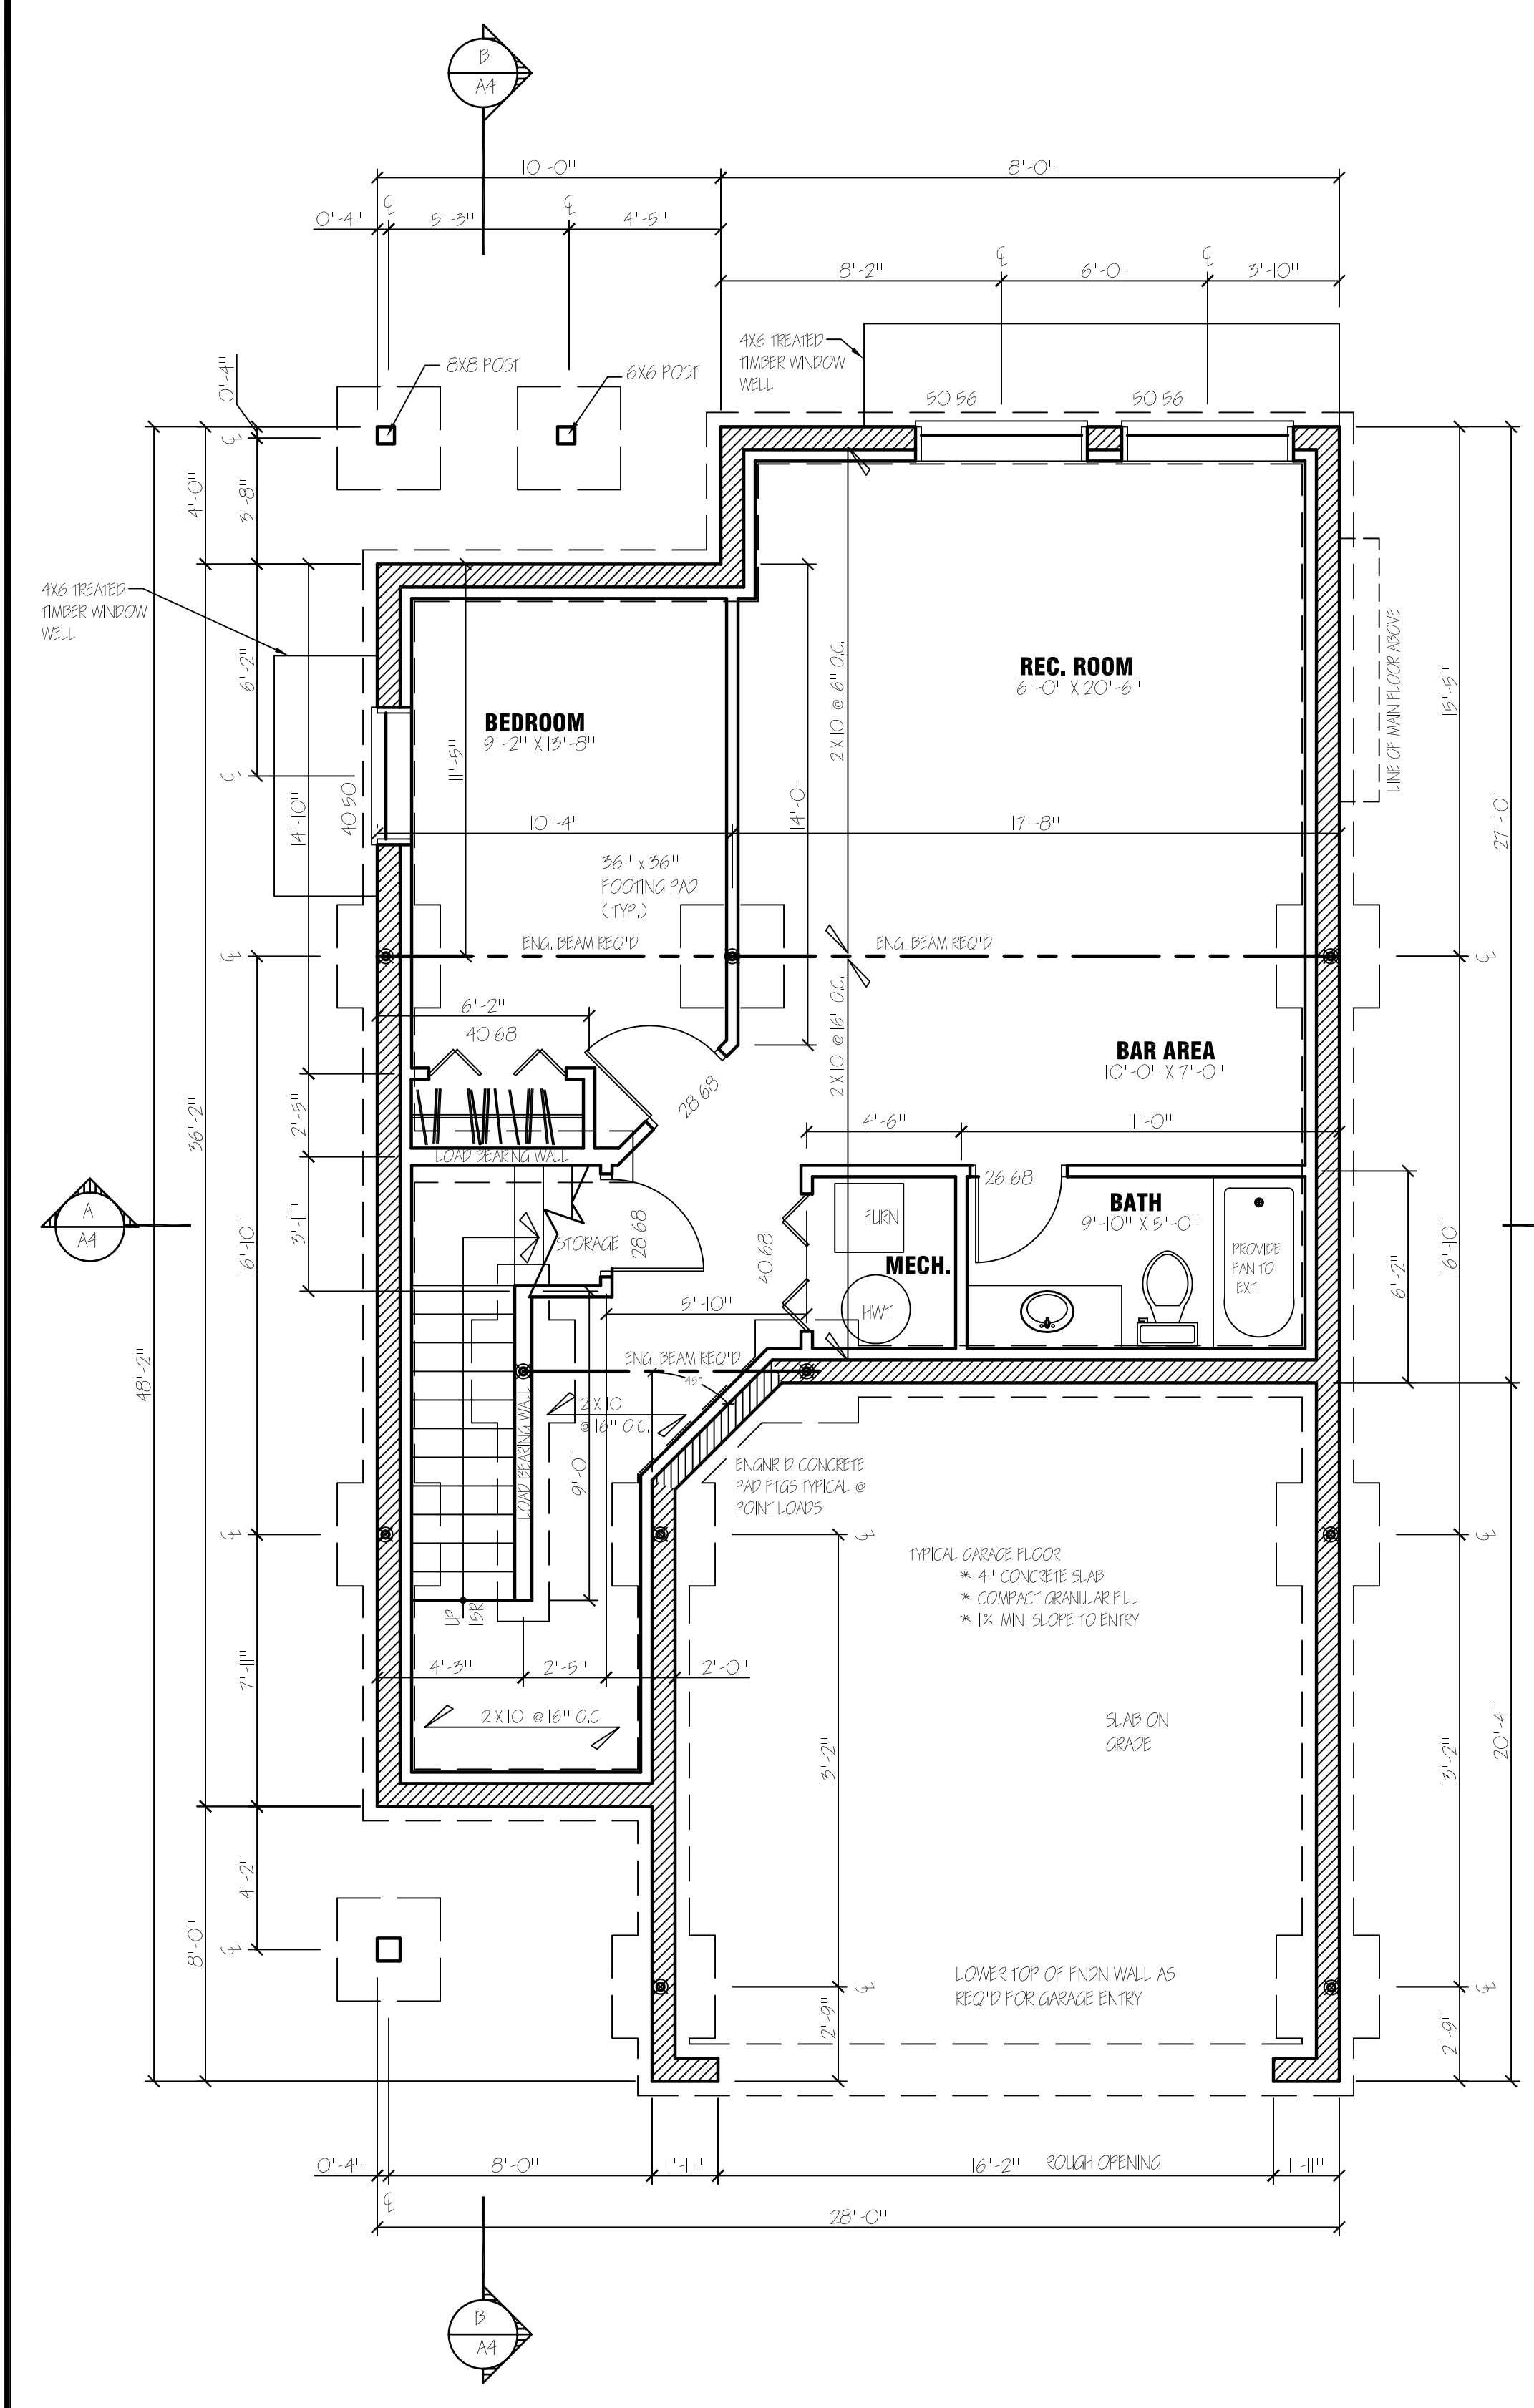 B
A4
10'-0"
18'-0"
0'-4"
5'-3"
4'-5"
8'-2"
6'-0"
3'-10"
4X6 TREATED
TIMBER WINDOW
WELL
0'-4"
8X8 POST
6X6 POST
50 56
50 56
4'-0"
3'-8"
4X6 TREATED
TIMBER WINDOW
WELL
6'-2"
LINE OF MAIN FLOOR ABOVE
REC. ROOM
16'-0" X 20'-6"
2 X 10 @ 16" O.C.
15'-5"
BEDROOM
9'-2" X 13'-8"
11'-5"
14'-10"
40 50
14'-0"
27'-10"
10'-4"
17'-8"
36" x 36"
FOOTING PAD
( TYP.)
ENG. BEAM REQ'D
ENG. BEAM REQ'D
6'-2"
40 68
2 X 10 @ 16" O.C.
BAR AREA
10'-0" X 7'-0"
28 68
36'-2"
2'-5"
4'-6"
11'-0"
LOAD BEARING WALL
26 68
A
A4
16'-10"
3'-11"
STORAGE
28 68
40 68
FURN
MECH.
HWT
BATH
9'-10" X 5'-0"
PROVIDE
FAN TO
EXT.
6'-2"
16'-10"
5'-10"
48'-2"
ENG. BEAM REQ'D
45°
2 X 10
@ 16" O.C.
LOAD BEARING WALL
9'-0"
ENGNR'D CONCRETE
PAD FTGS TYPICAL @
POINT LOADS
TYPICAL GARAGE FLOOR
* 4" CONCRETE SLAB
* COMPACT GRANULAR FILL
* 1% MIN. SLOPE TO ENTRY
UP
15R
7'-11"
4'-3"
2'-5"
2'-0"
2 X 10 @ 16" O.C.
SLAB ON
GRADE
13'-2"
13'-2"
20'-4"
4'-2"
8'-0"
LOWER TOP OF FNDN WALL AS
REQ'D FOR GARAGE ENTRY
2'-9"
2'-9"
0'-4"
8'-0"
1'-11"
16'-2" ROUGH OPENING
1'-11"
28'-0"
B
A4